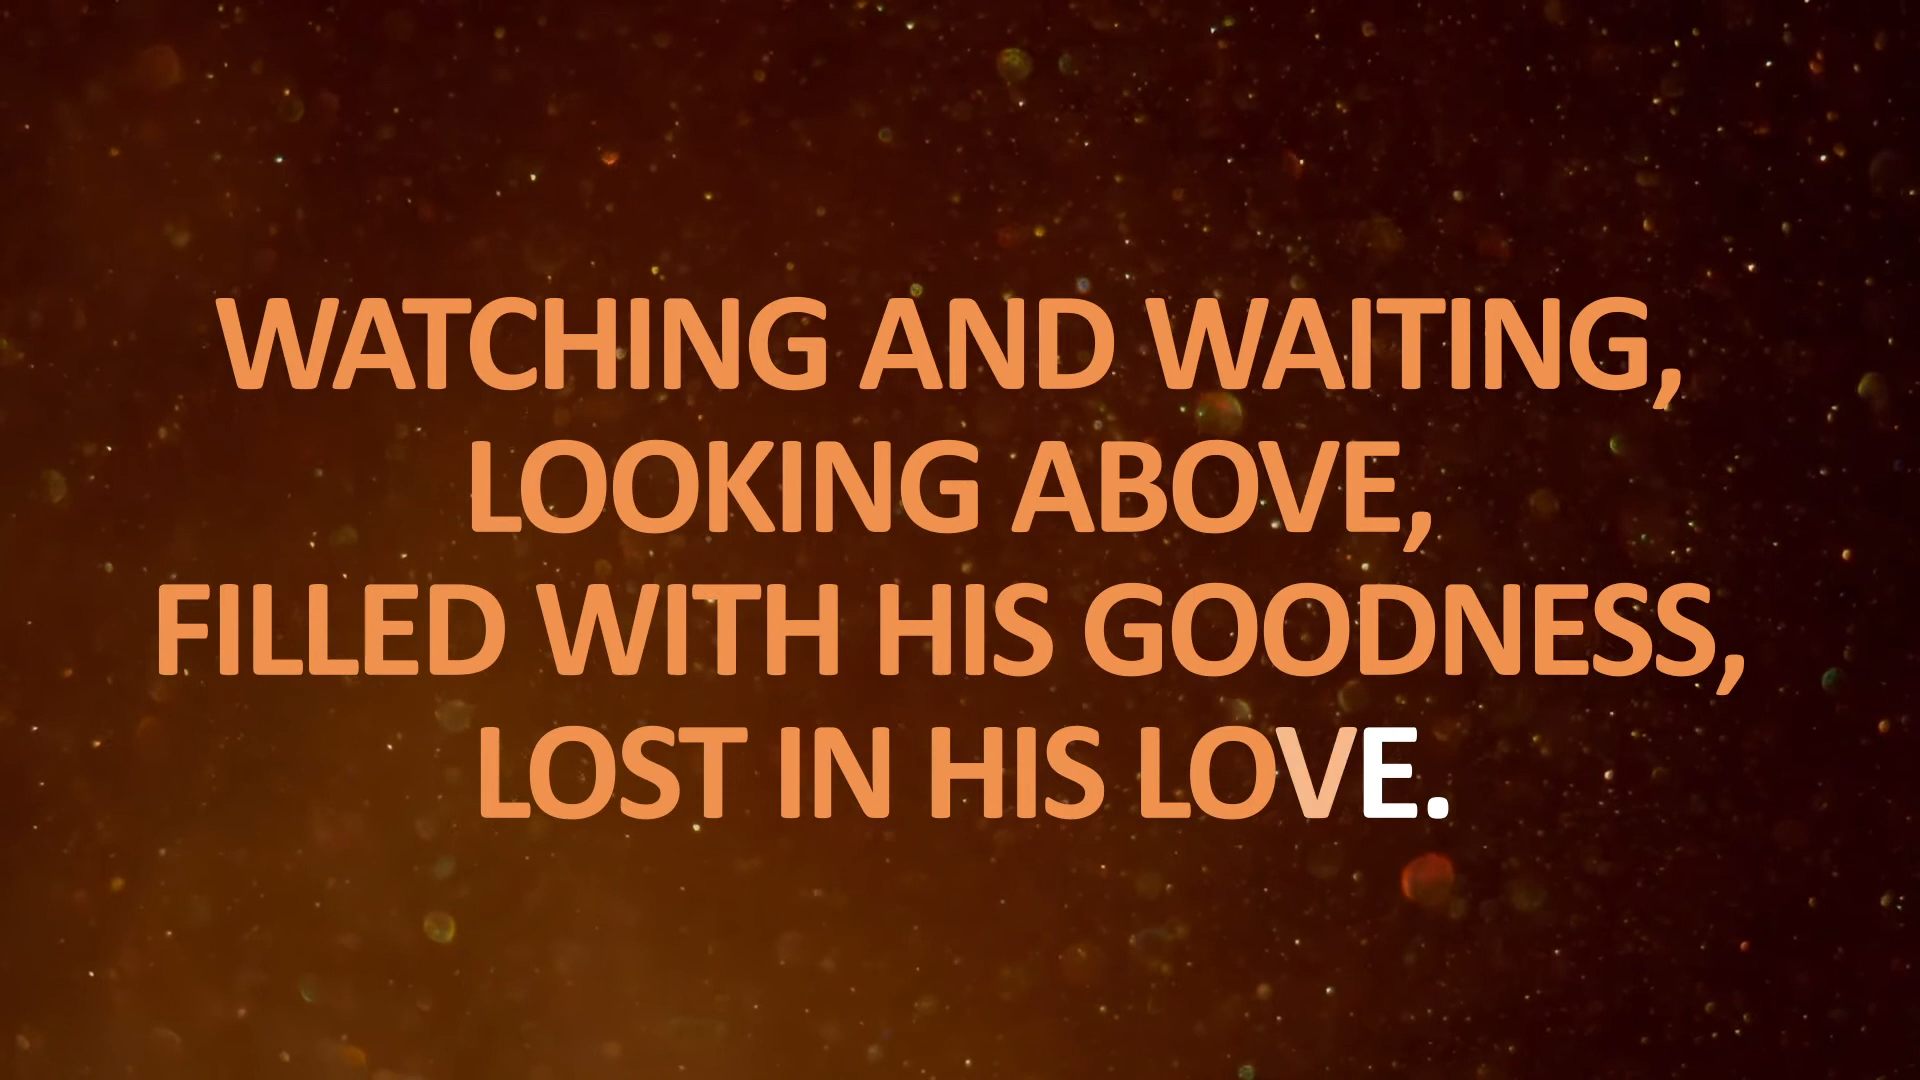 WATCHING AND WAITING,
LOOKING ABOVE,
FILLED WITH HIS GOODNESS,
LOST IN HIS LOVE.